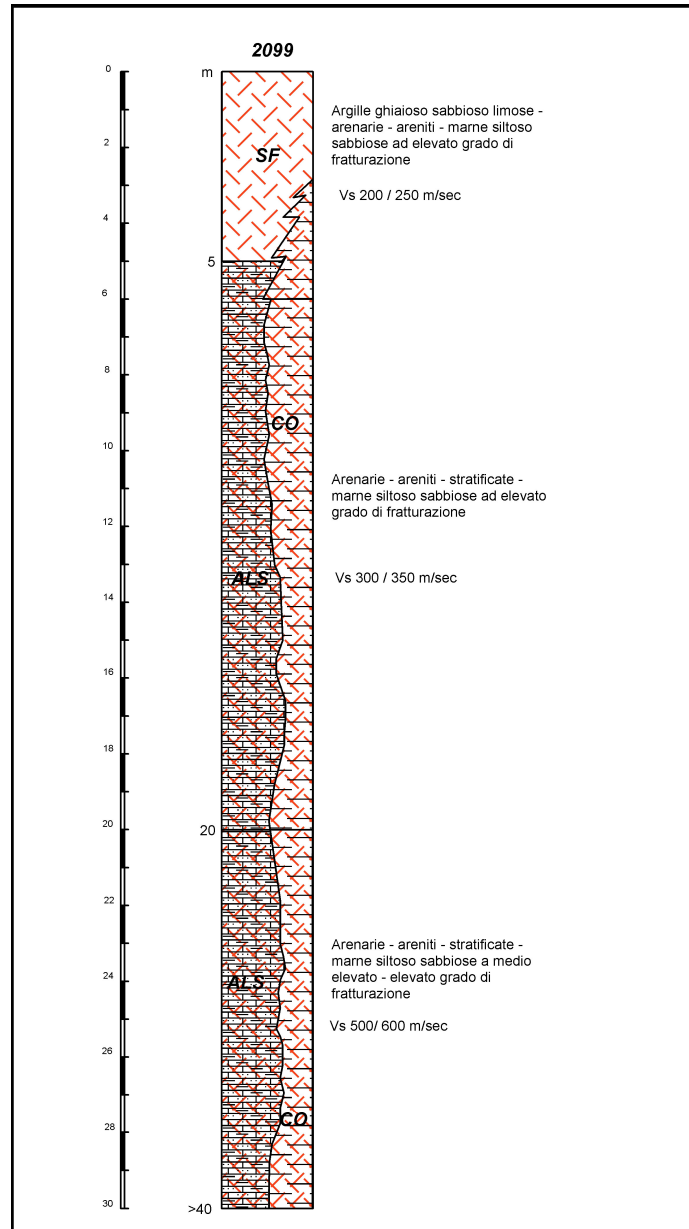 2099
0
m
2
4
6
8
10
12
14
16
18
20
22
24
26
28
30
SF
5
CO
ALS
20
ALS
CO
>40
Argille ghiaioso sabbioso limose -
arenarie - areniti - marne siltoso
sabbiose ad elevato grado di
fratturazione
Vs 200 / 250 m/sec
Arenarie - areniti - stratificate -
marne siltoso sabbiose ad elevato
grado di fratturazione
Vs 300 / 350 m/sec
Arenarie - areniti - stratificate -
marne siltoso sabbiose a medio
elevato - elevato grado di
fratturazione
Vs 500/ 600 m/sec